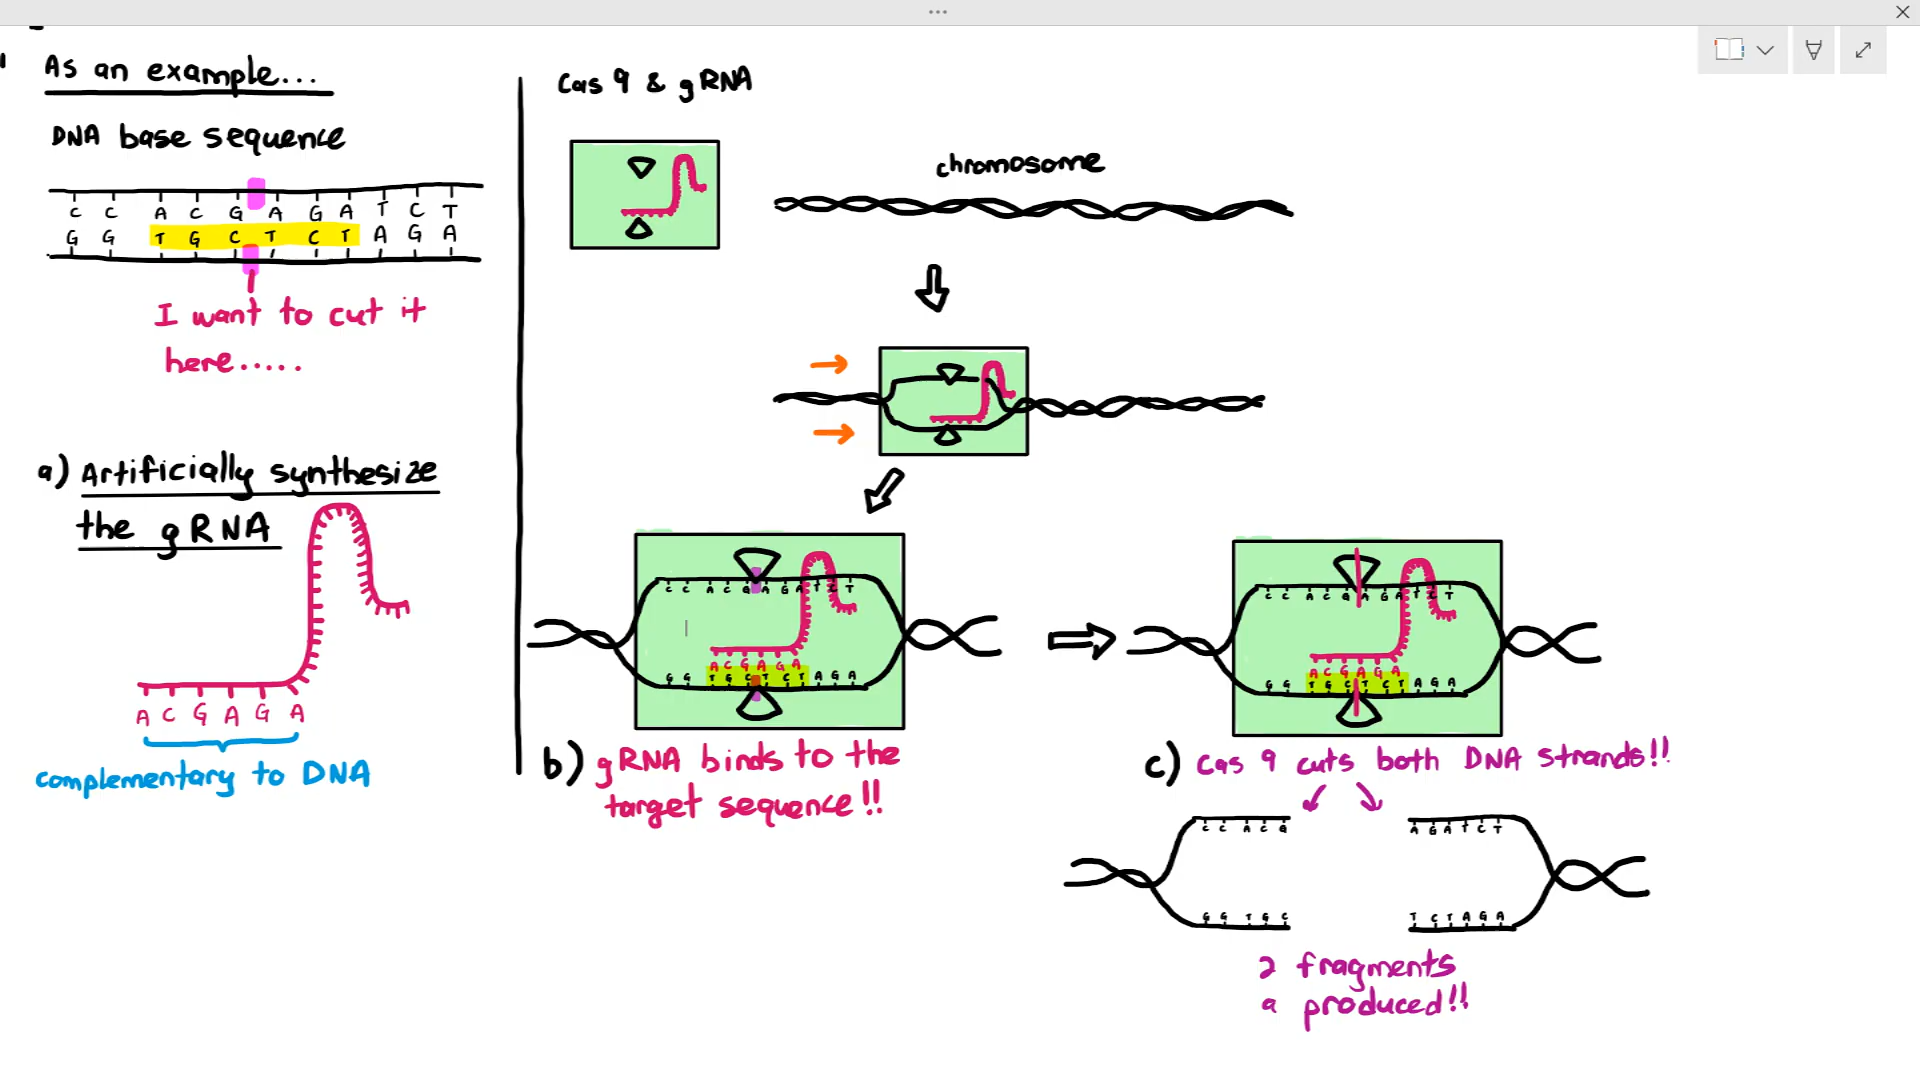 As an example...
DNA base sequence
C C A C G A G A T C T
G G T G C T C T A G A
I want to cut it
here.....
a) Artificially synthesize
the gRNA
A C G A G A
complementary to DNA
Cas 9 & gRNA
chromosome
C C A C G A G A T C T
A C G A G A
G G T G C T C T A G A
b) gRNA binds to the
target sequence!!
C C A C G A G A T C T
A C G A G A
G G T G C T C T A G A
c) Cas 9 cuts both DNA strands!!
C C A C G
A G A T C T
G G T G C
T C T A G A
2 fragments
a produced!!